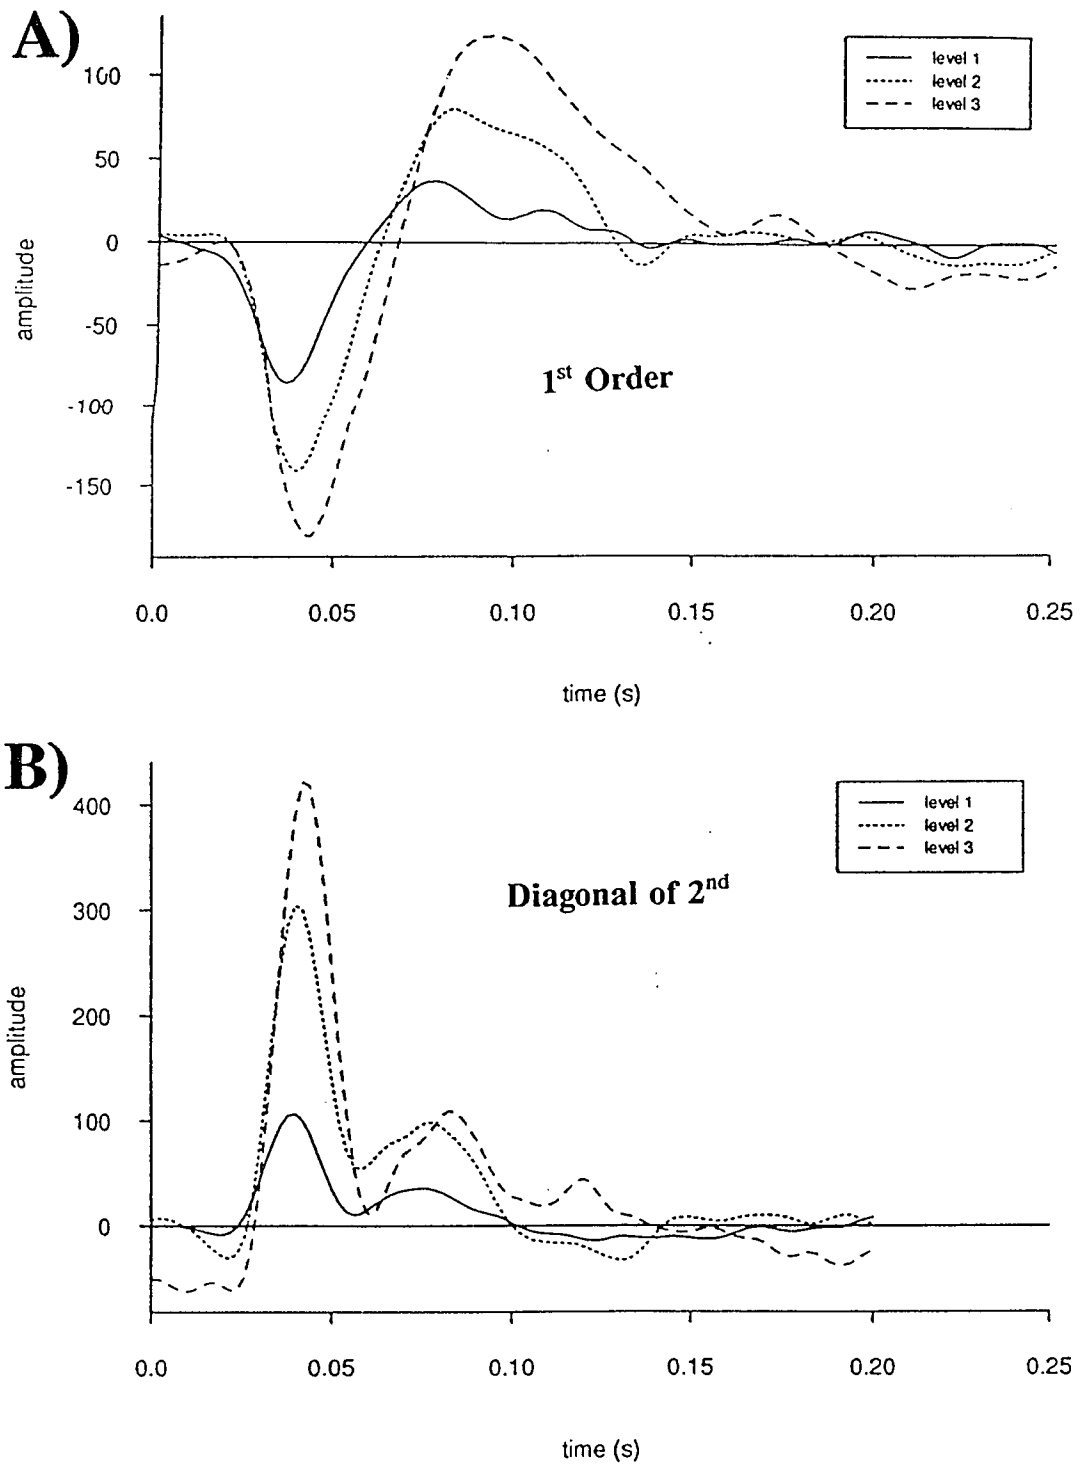 A)
level 1
level 2
level 3
100
50
0
-50
-100
-150
amplitude
1st Order
0.0 0.05 0.10 0.15 0.20 0.25
time (s)
B)
level 1
level 2
level 3
400
300
200
100
0
amplitude
Diagonal of 2nd
0.0 0.05 0.10 0.15 0.20 0.25
time (s)